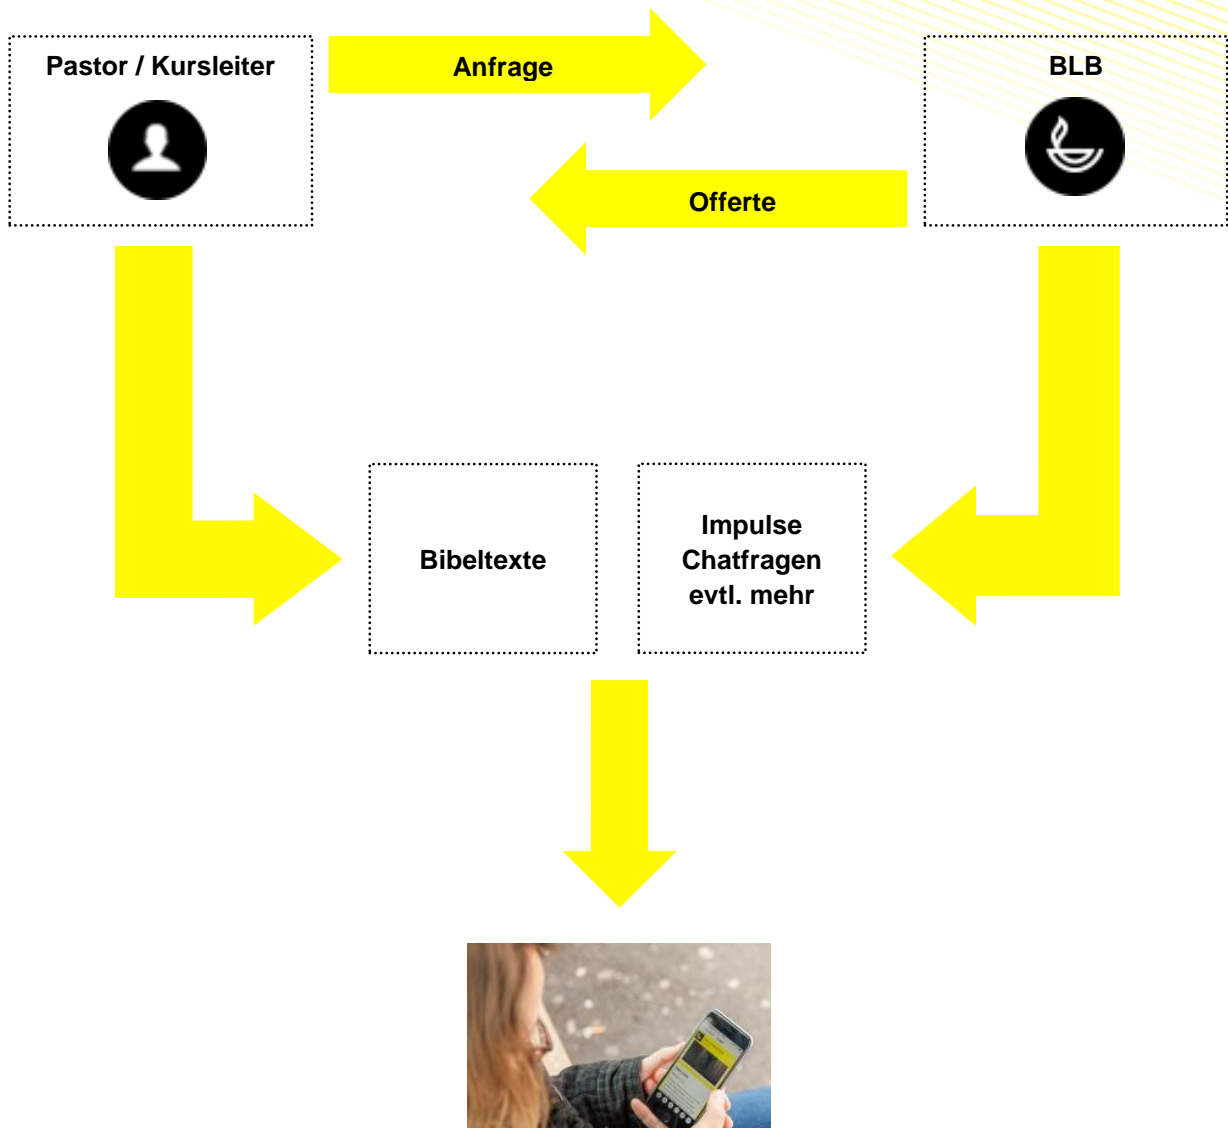 Pastor / Kursleiter
Anfrage
BLB
Offerte
Bibeltexte
Impulse
Chatfragen
evtl. mehr